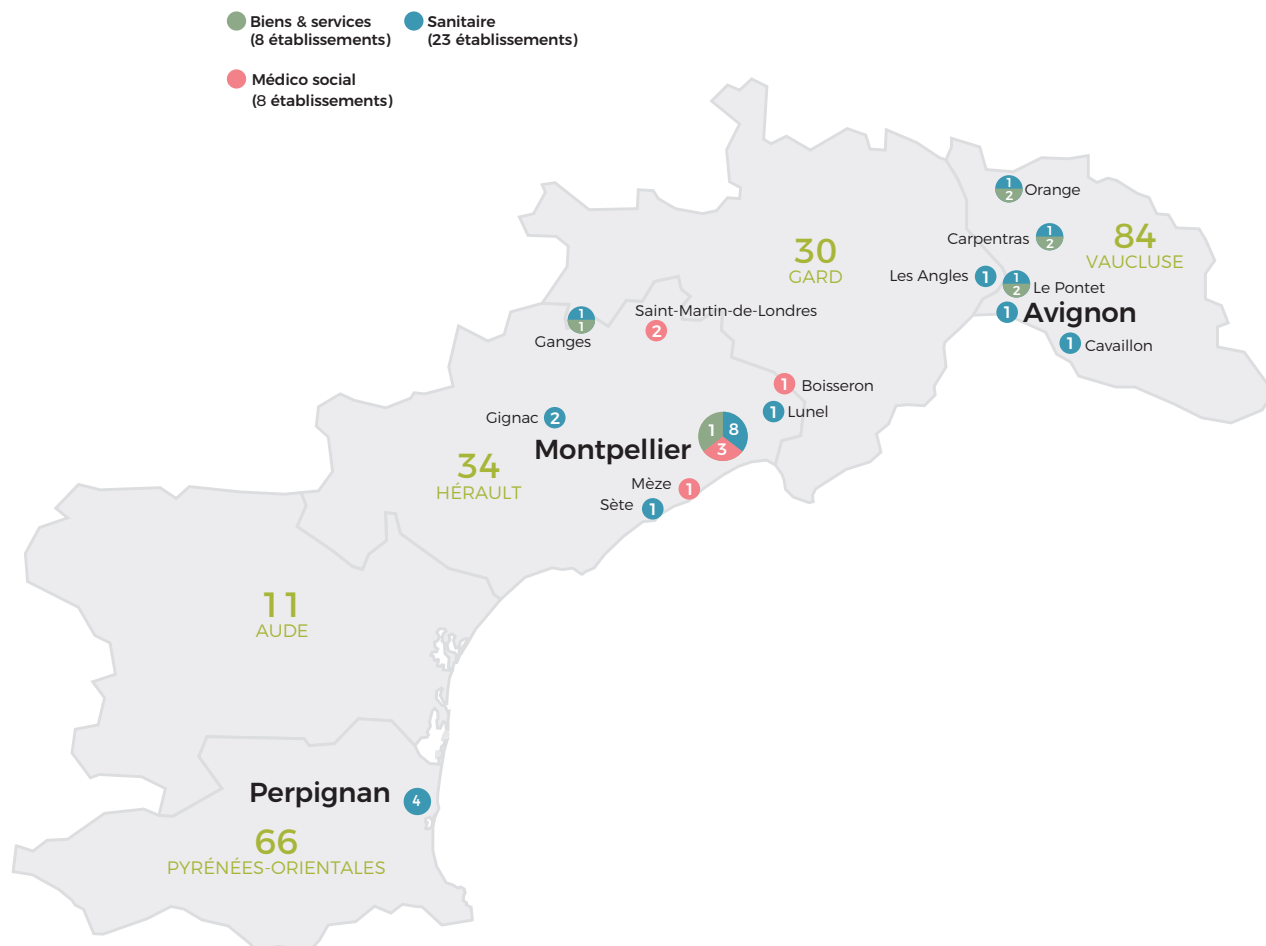 Biens & services
(8 établissements)
Sanitaire
(23 établissements)
Médico social
(8 établissements)
1
2
Orange
Carpentras
1
2
84
VAUCLUSE
30
GARD
Les Angles
1
1
2
Le Pontet
1
Avignon
1
Cavaillon
Saint-Martin-de-Londres
2
1
1
Ganges
1
Boisseron
1
Lunel
Gignac
2
Montpellier
1
8
3
34
HÉRAULT
Mèze
1
Sète
1
11
AUDE
Perpignan
4
66
PYRÉNÉES-ORIENTALES